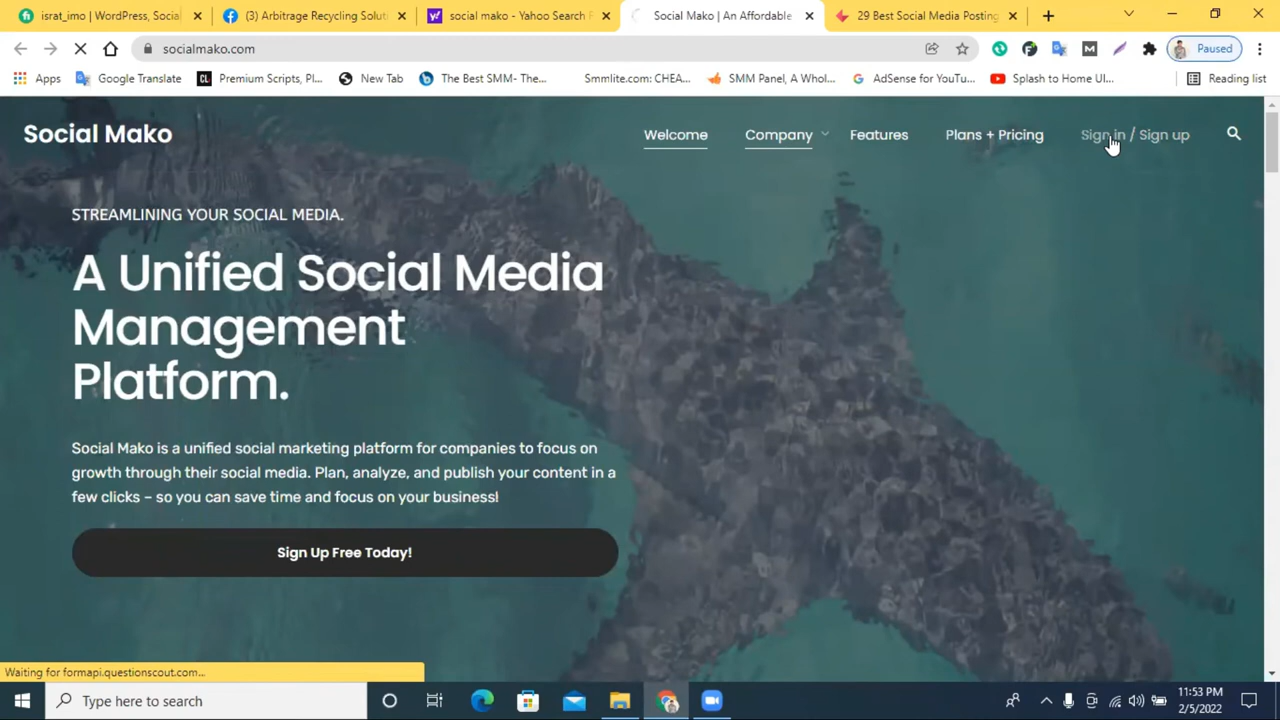 israt_imo | WordPress, Social
(3) Arbitrage Recycling Soluti
social mako - Yahoo Search
Social Mako | An Affordable
29 Best Social Media Posting
socialmako.com
Paused
Apps
Google Translate
Premium Scripts, Pl...
New Tab
The Best SMM- The...
Smmlite.com: CHEA...
SMM Panel, A Whol...
AdSense for YouTu...
Splash to Home UI...
Reading list
Social Mako
Welcome
Company
Features
Plans + Pricing
Sign in / Sign up
STREAMLINING YOUR SOCIAL MEDIA.
A Unified Social Media
Management
Platform.
Social Mako is a unified social marketing platform for companies to focus on
growth through their social media. Plan, analyze, and publish your content in a
few clicks – so you can save time and focus on your business!
Sign Up Free Today!
Waiting for formapi.questionscout.com...
Type here to search
11:53 PM
2/5/2022